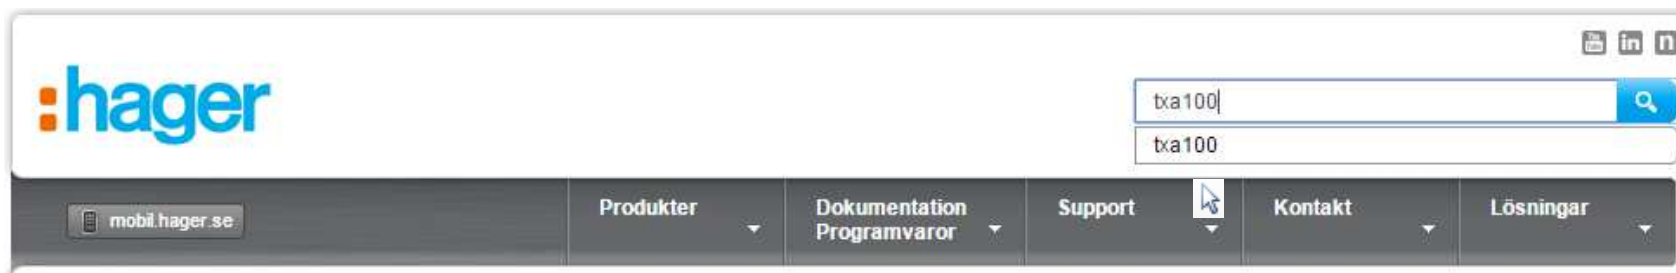 :hager
txa100
txa100
mobil.hager.se
Produkter
Dokumentation
Programvaror
Support
Kontakt
Lösningar